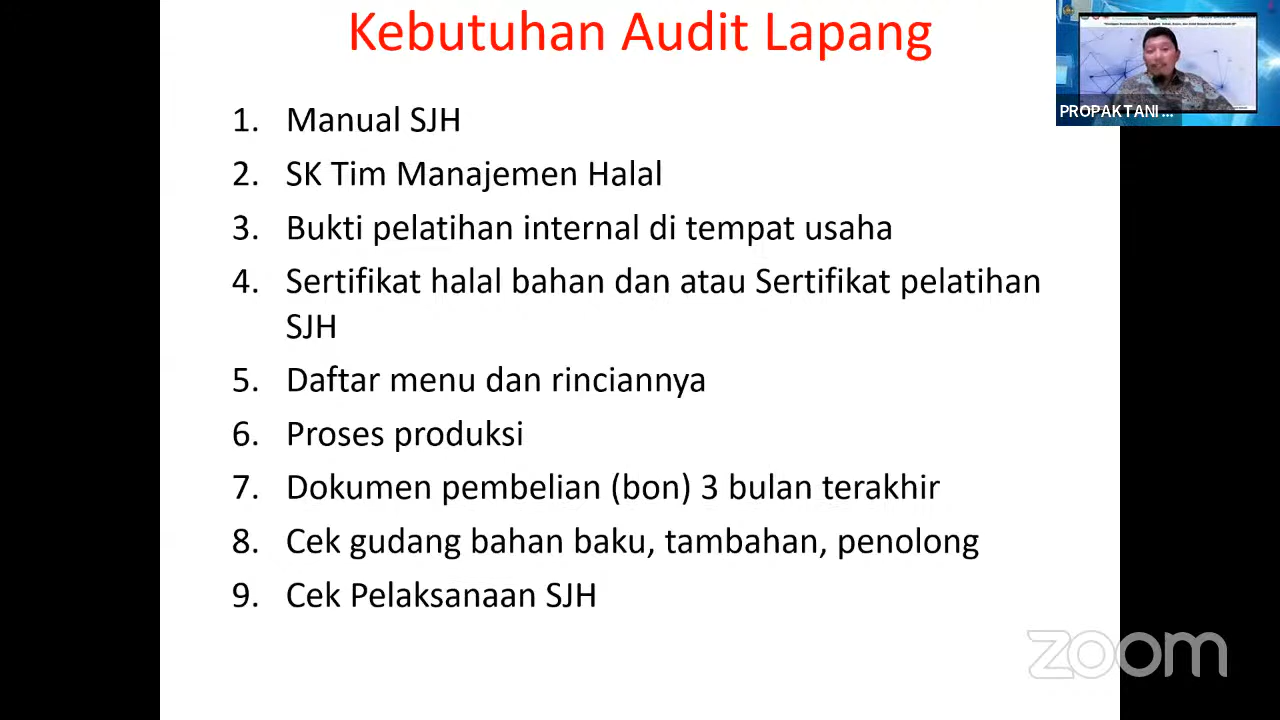 Kebutuhan Audit Lapang
1. Manual SJH
2. SK Tim Manajemen Halal
3. Bukti pelatihan internal di tempat usaha
4. Sertifikat halal bahan dan atau Sertifikat pelatihan
SJH
5. Daftar menu dan rinciannya
6. Proses produksi
7. Dokumen pembelian (bon) 3 bulan terakhir
8. Cek gudang bahan baku, tambahan, penolong
9. Cek Pelaksanaan SJH
PROPAKTANI ...
zoom